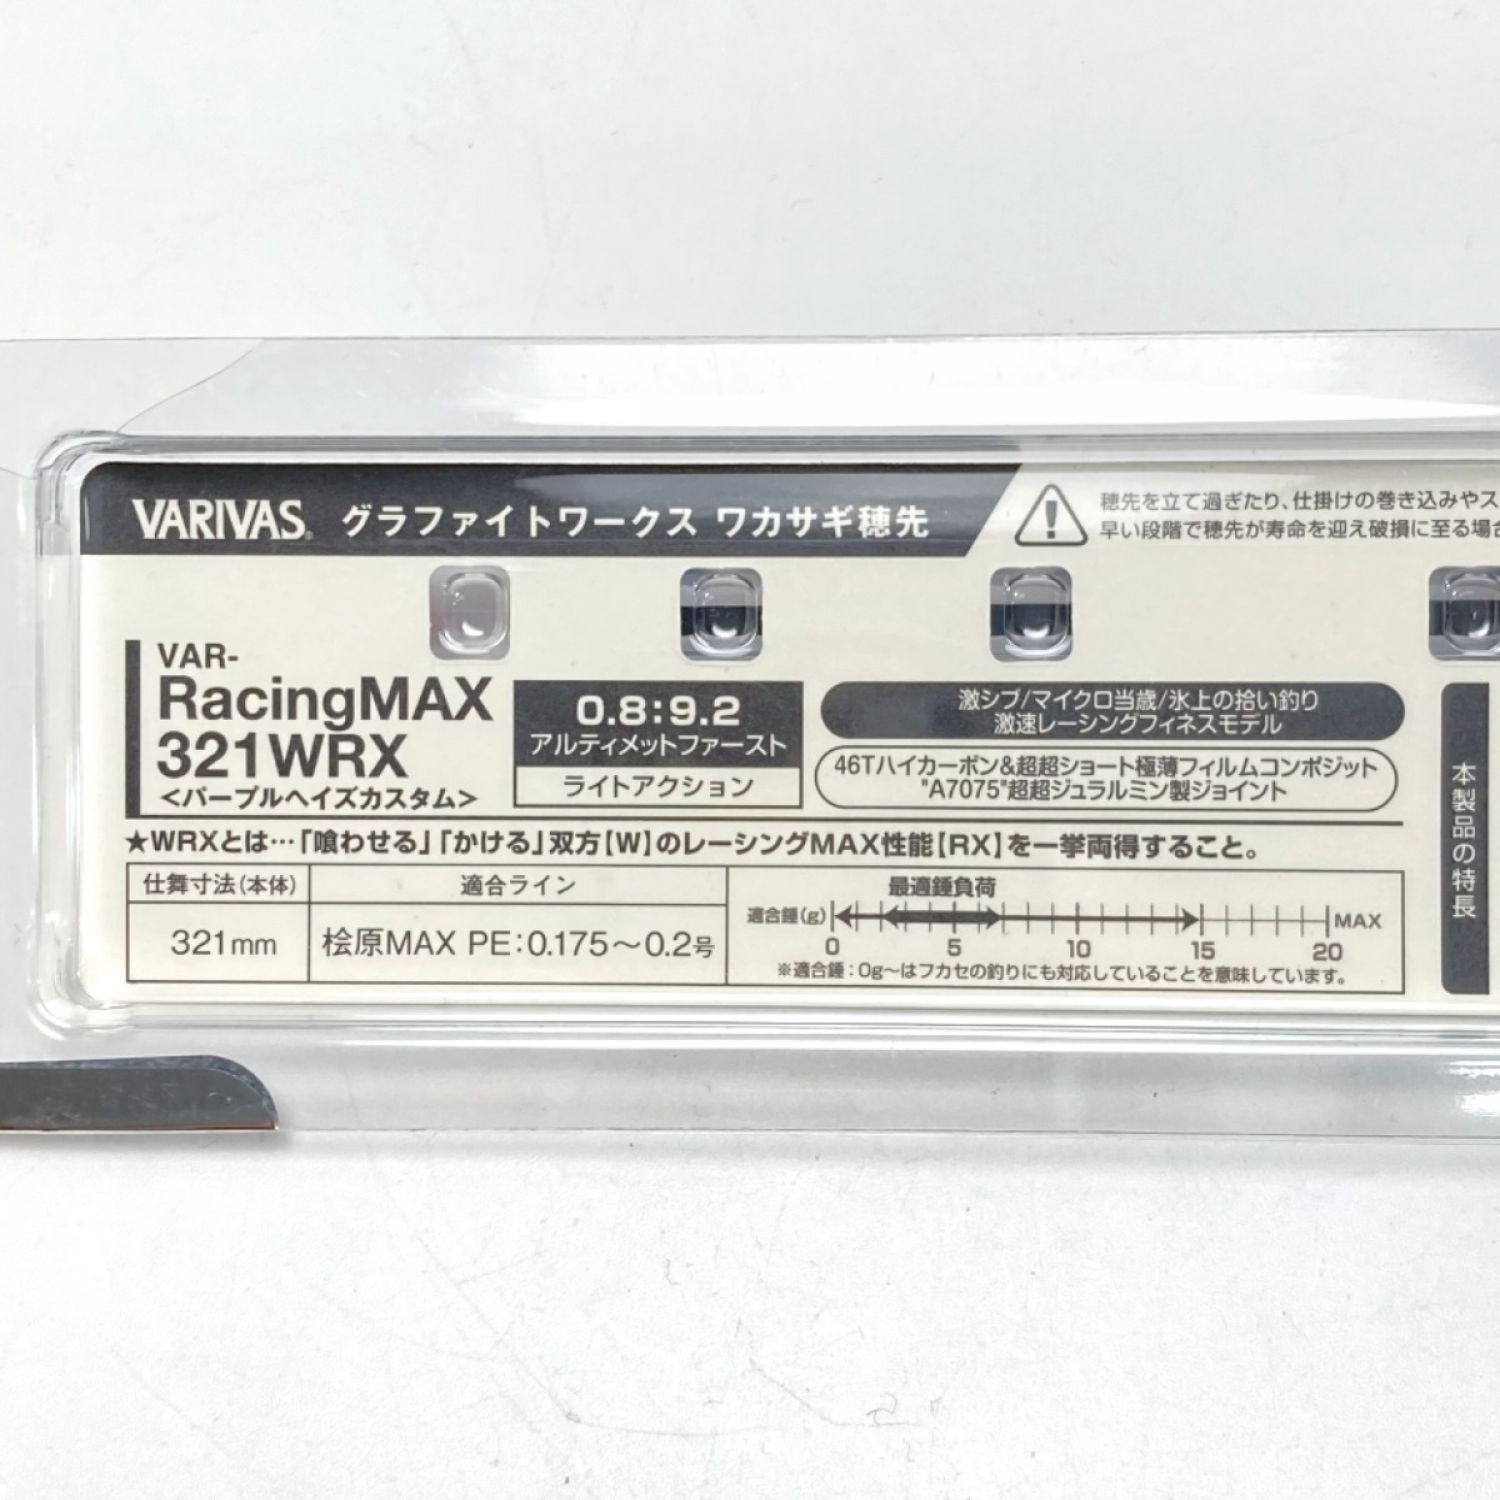 VARIVAS® グラファイトワークス ワカサギ穂先
穂先を立て過ぎたり、仕掛けの巻き込みやス
早い段階で穂先が寿命を迎え破損に至る場合
VAR-
RacingMAX
321WRX
<パープルヘイズカスタム>
0.8:9.2
アルティメットファースト
ライトアクション
激シブ/マイクロ当歳/氷上の拾い釣り
激速レーシングフィネスモデル
46Tハイカーボン&超超ショート極薄フィルムコンポジット
"A7075"超超ジュラルミン製ジョイント
本製品の特長
★WRXとは…「喰わせる」「かける」双方【W】のレーシングMAX性能【RX】を一挙両得すること。
仕舞寸法(本体) 適合ライン
321mm 桧原MAX PE:0.175～0.2号
最適錘負荷
適合錘(g) MAX
0 5 10 15 20
※適合錘:0g～はフカセの釣りにも対応していることを意味しています。